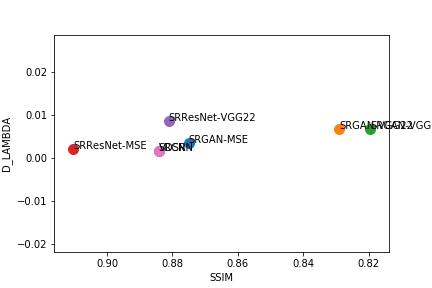 0.02
0.01
0.00
−0.01
−0.02
D_LAMBDA
SRResNet-VGG22
SRGAN-MSE
SRResNet-MSE
0.90
0.88
0.86
0.84
0.82
SSIM